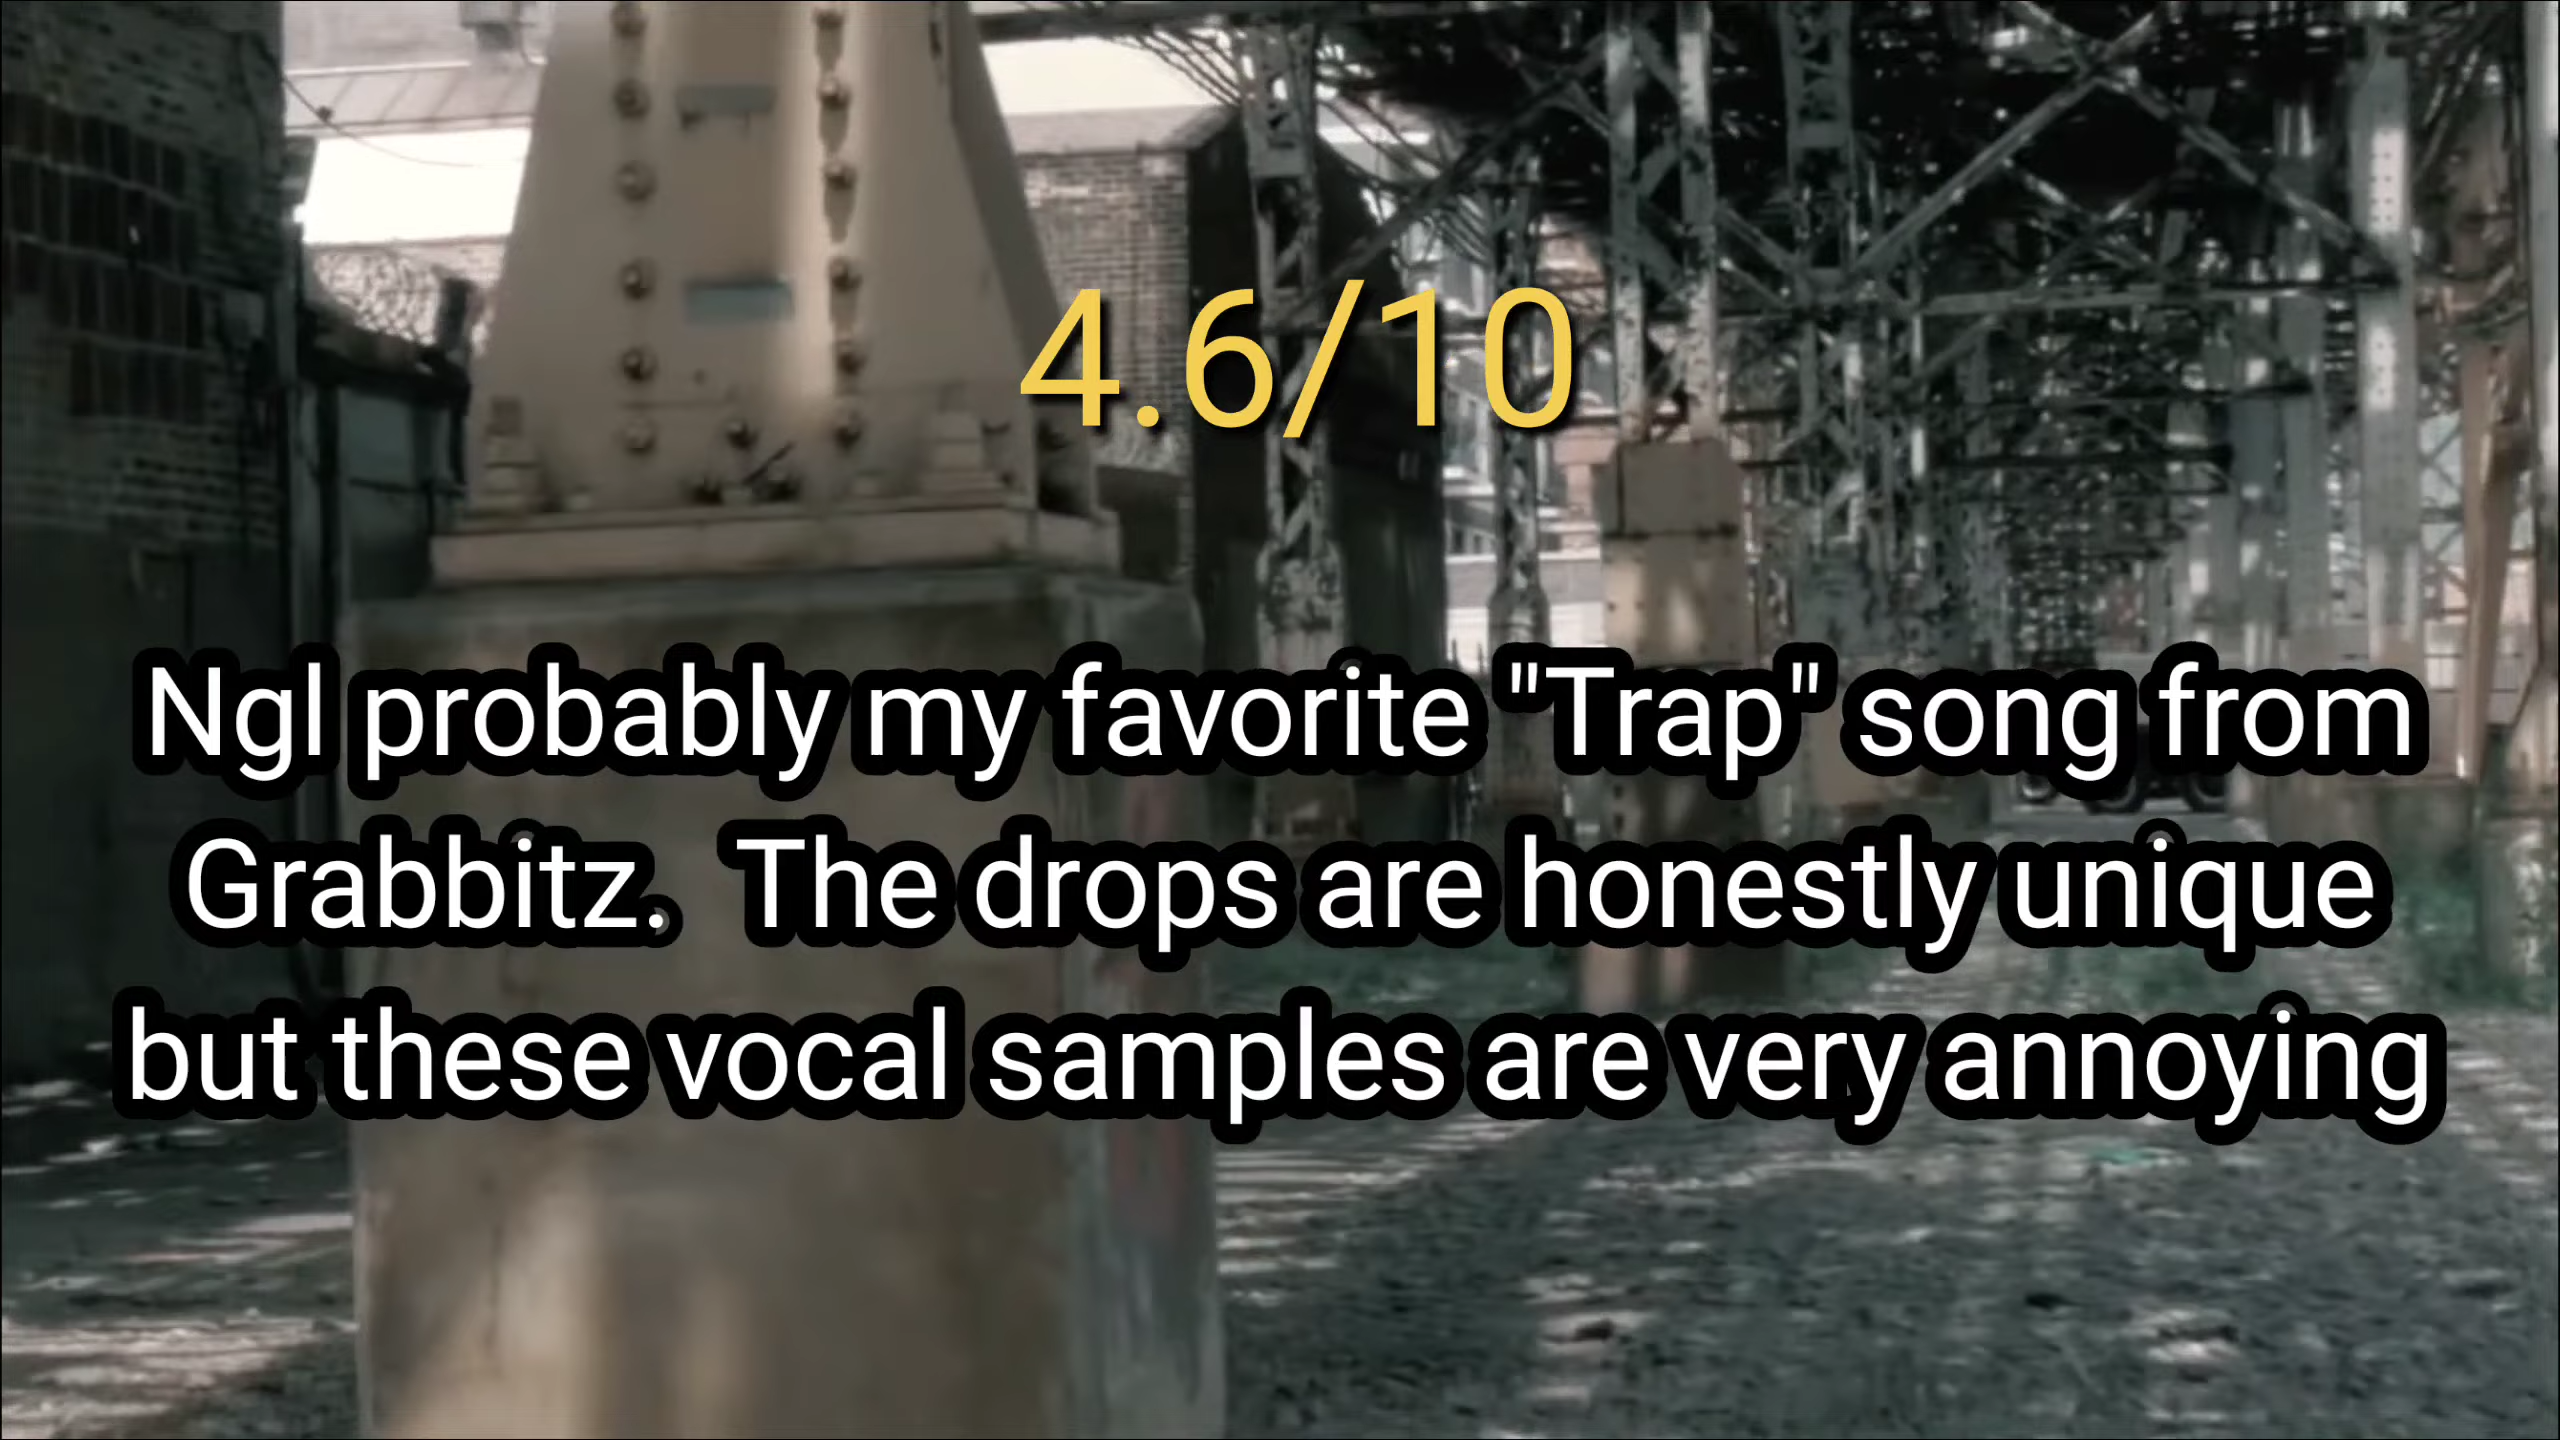 4.6/10
Ngl probably my favorite "Trap" song from
Grabbitz.  The drops are honestly unique
but these vocal samples are very annoying